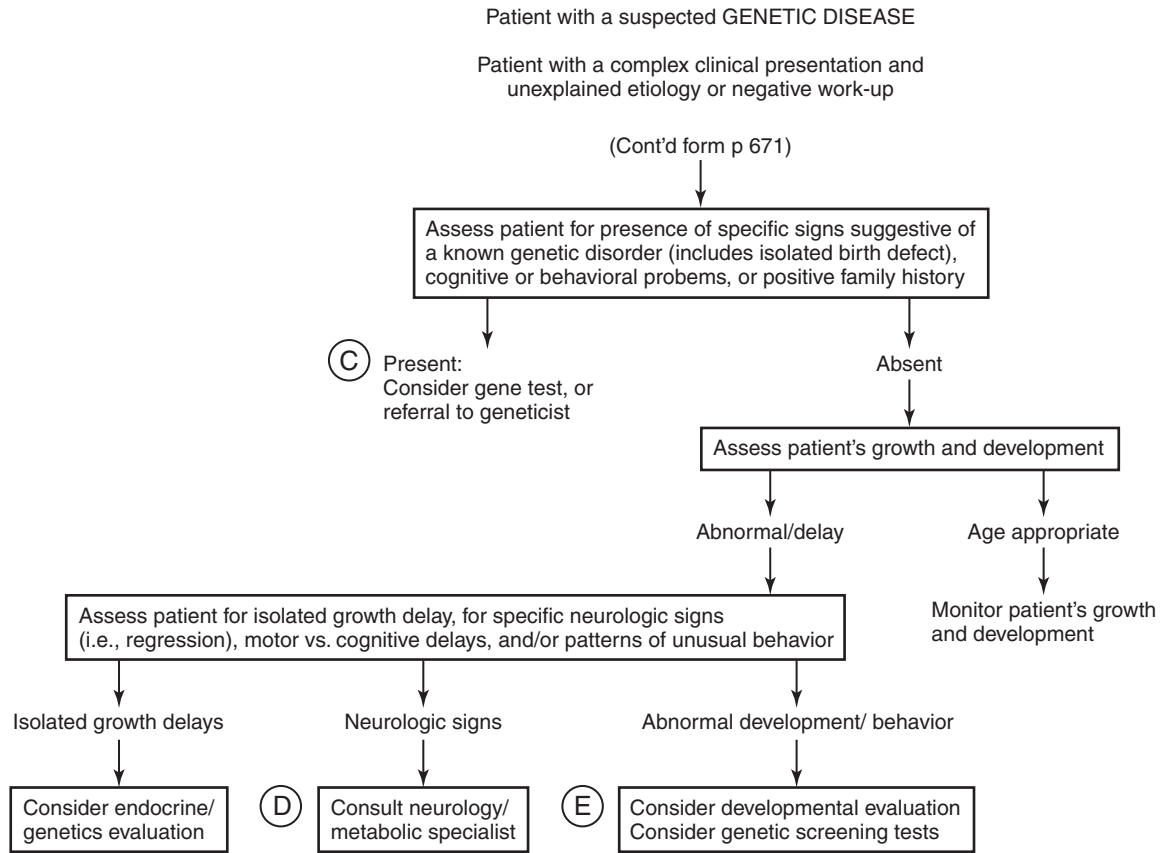 Patient with a suspected GENETIC DISEASE
Patient with a complex clinical presentation and
unexplained etiology or negative work-up
(Cont'd form p 671)
Assess patient for presence of specific signs suggestive of
a known genetic disorder (includes isolated birth defect),
cognitive or behavioral probems, or positive family history
C
Present:
Consider gene test, or
referral to geneticist
Absent
Assess patient's growth and development
Abnormal/delay
Age appropriate
Assess patient for isolated growth delay, for specific neurologic signs
(i.e., regression), motor vs. cognitive delays, and/or patterns of unusual behavior
Monitor patient's growth
and development
Isolated growth delays
Neurologic signs
Abnormal development/ behavior
Consider endocrine/
genetics evaluation
D
Consult neurology/
metabolic specialist
E
Consider developmental evaluation
Consider genetic screening tests